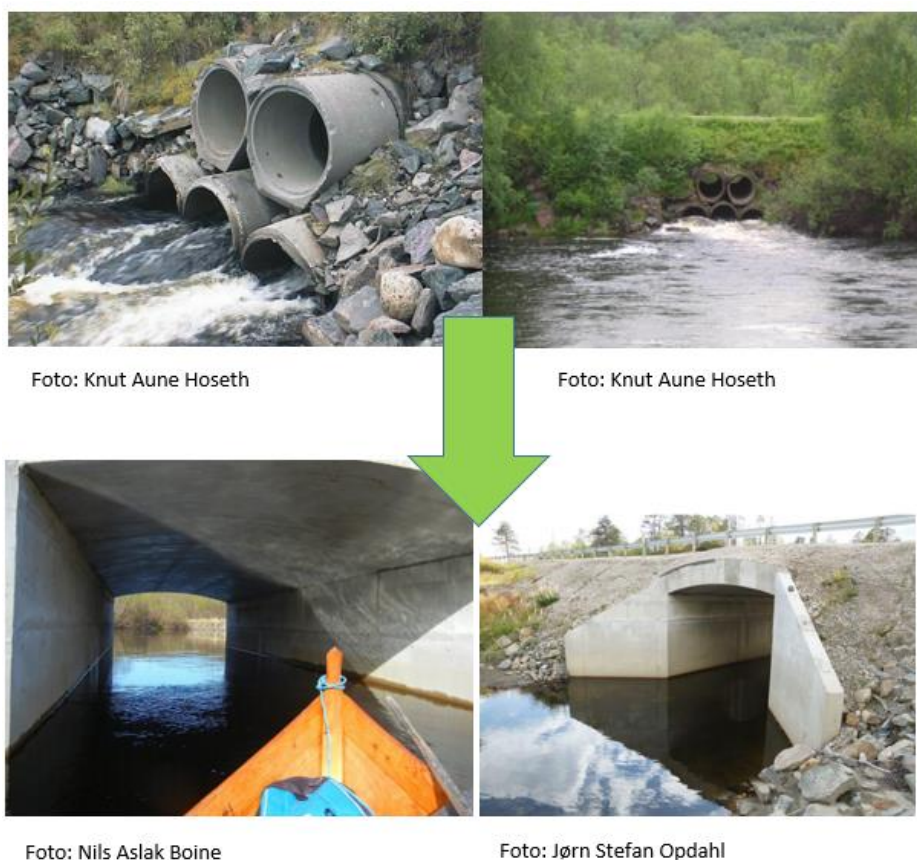 Foto: Knut Aune Hoseth
Foto: Knut Aune Hoseth
Foto: Nils Aslak Boine
Foto: Jørn Stefan Opdahl